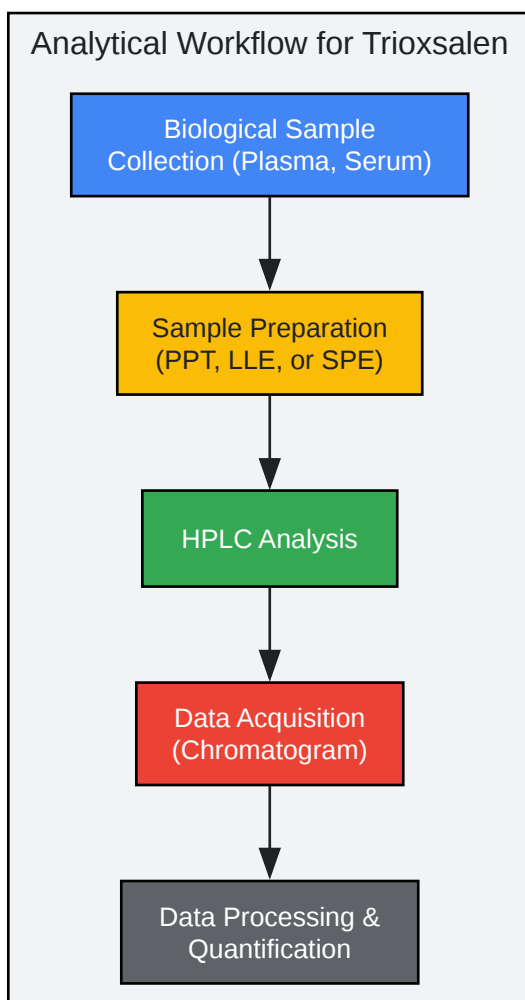 Analytical Workflow for Trioxsalen
Biological Sample
Collection (Plasma, Serum)
Sample Preparation
(PPT, LLE, or SPE)
HPLC Analysis
Data Acquisition
(Chromatogram)
Data Processing &
Quantification